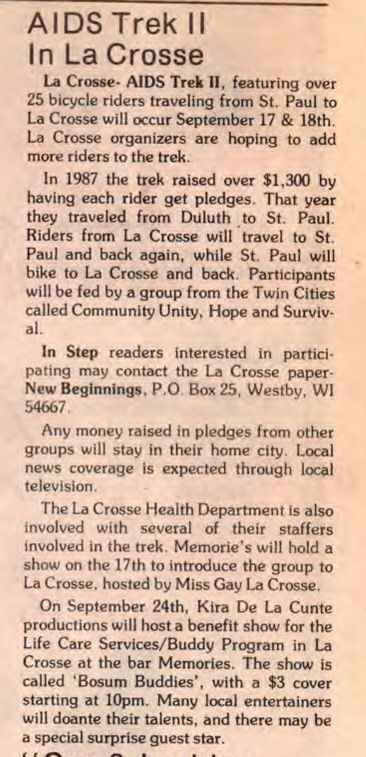 AIDS Trek II
In La Crosse
La Crosse- AIDS Trek II, featuring over
25 bicycle riders traveling from St. Paul to
La Crosse will occur September 17 & 18th.
La Crosse organizers are hoping to add
more riders to the trek.
In 1987 the trek raised over $1,300 by
having each rider get pledges. That year
they traveled from Duluth to St. Paul.
Riders from La Crosse will travel to St.
Paul and back again, while St. Paul will
bike to La Crosse and back. Participants
will be fed by a group from the Twin Cities
called Community Unity, Hope and Surviv-
al.
In Step readers interested in partici-
pating may contact the La Crosse paper-
New Beginnings, P.O. Box 25, Westby, WI
54667.
Any money raised in pledges from other
groups will stay in their home city. Local
news coverage is expected through local
television.
The La Crosse Health Department is also
involved with several of their staffers
involved in the trek. Memorie's will hold a
show on the 17th to introduce the group to
La Crosse, hosted by Miss Gay La Crosse.
On September 24th, Kira De La Cunte
productions will host a benefit show for the
Life Care Services/Buddy Program in La
Crosse at the bar Memories. The show is
called 'Bosum Buddies', with a $3 cover
starting at 10pm. Many local entertainers
will doante their talents, and there may be
a special surprise guest star.